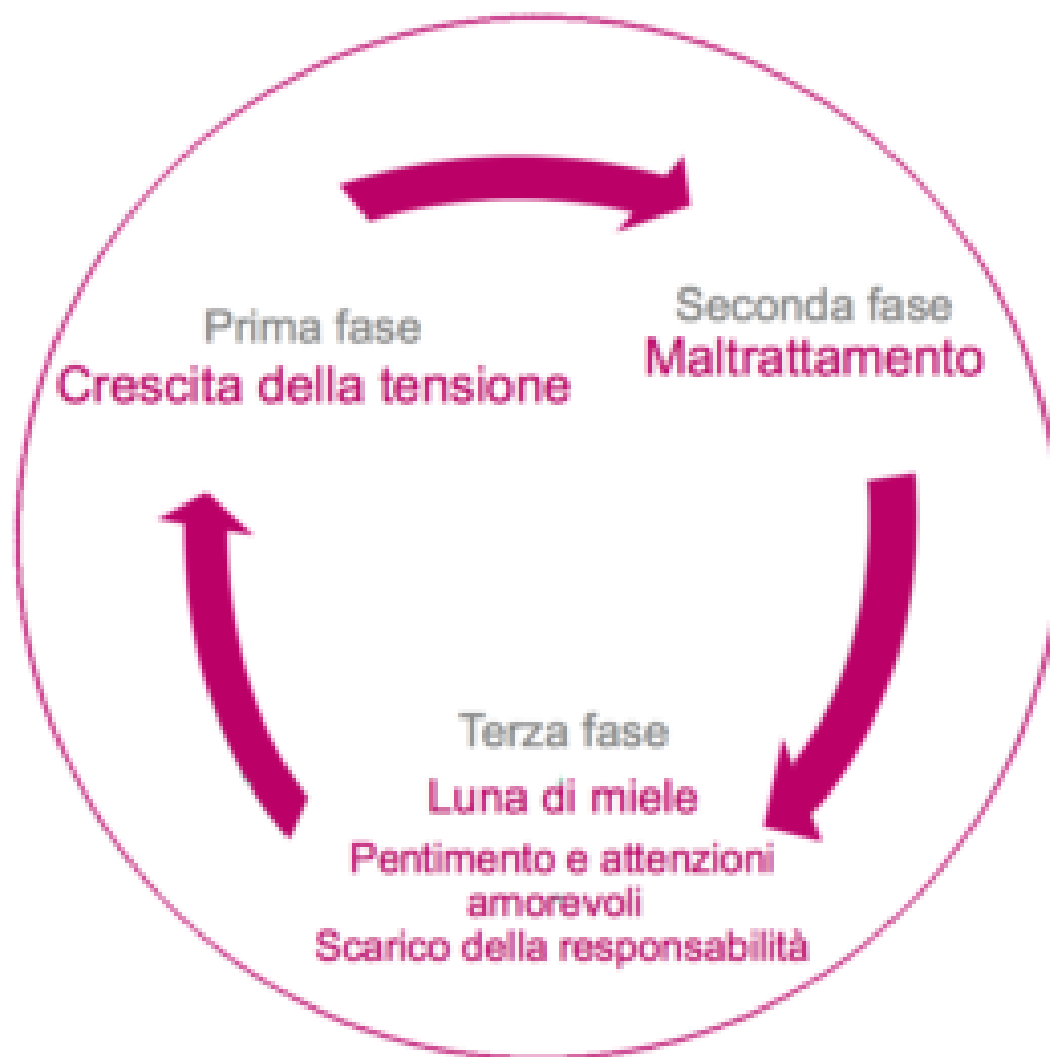 Prima fase
Crescita della tensione
Seconda fase
Maltrattamento
Terza fase
Luna di miele
Pentimento e attenzioni
amorevoli
Scarico della responsabilità